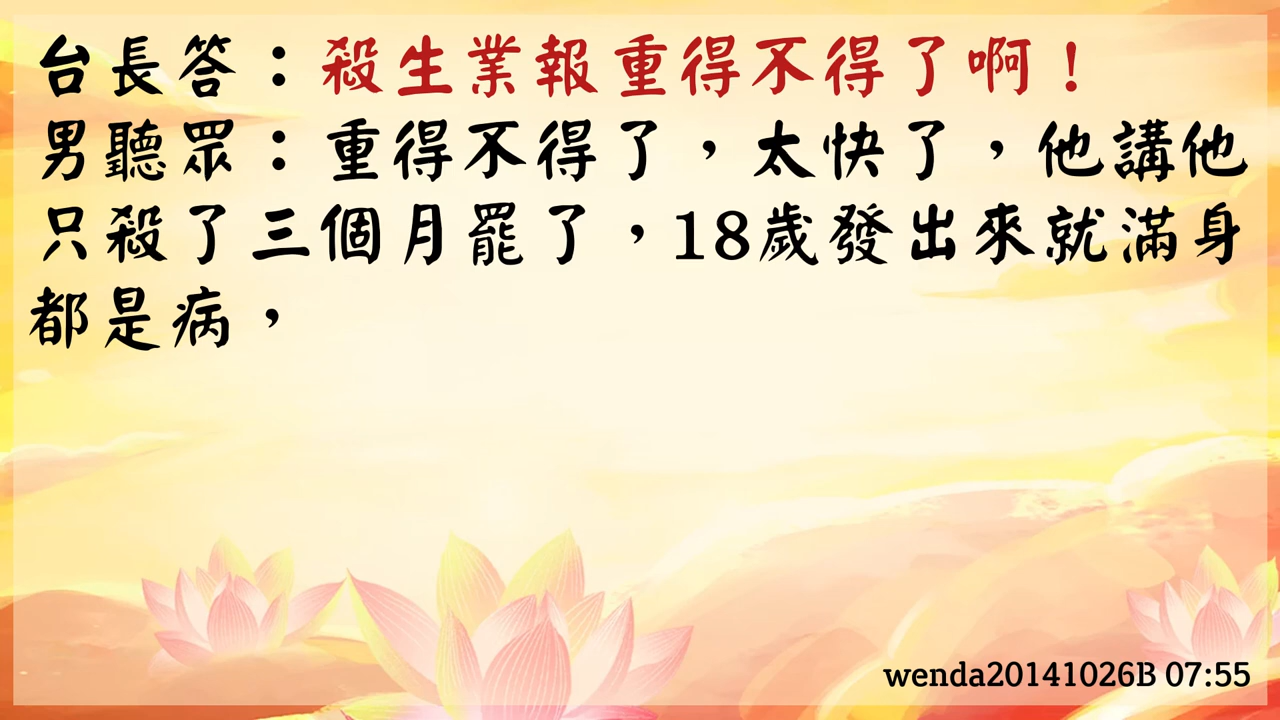 台長答：殺生業報重得不得了啊！
男聽眾：重得不得了，太快了，他講他
只殺了三個月罷了，18歲發出來就滿身
都是病，
wenda20141026B 07:55